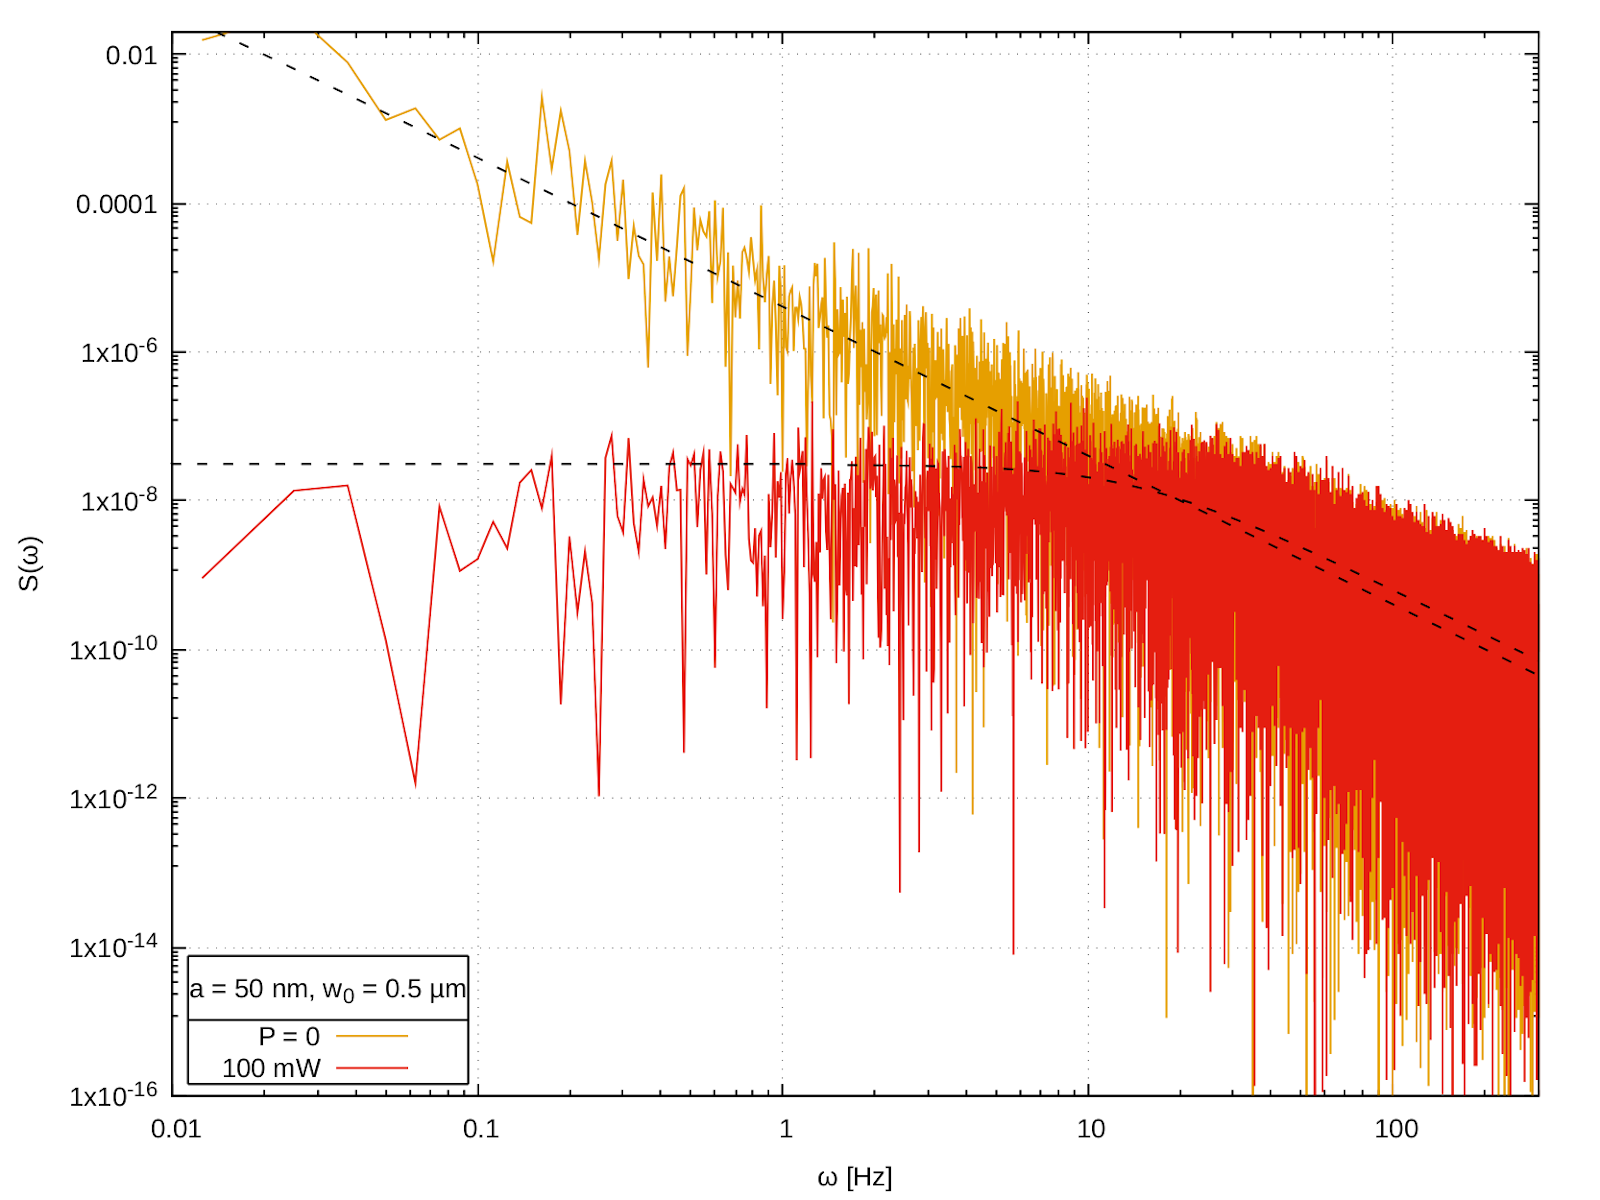 0.01
0.0001
1x10⁻⁶
1x10⁻⁸
1x10⁻¹⁰
1x10⁻¹²
1x10⁻¹⁴
1x10⁻¹⁶
S(ω)
a = 50 nm, w₀ = 0.5 µm
P = 0
100 mW
0.01 0.1 1 10 100
ω [Hz]